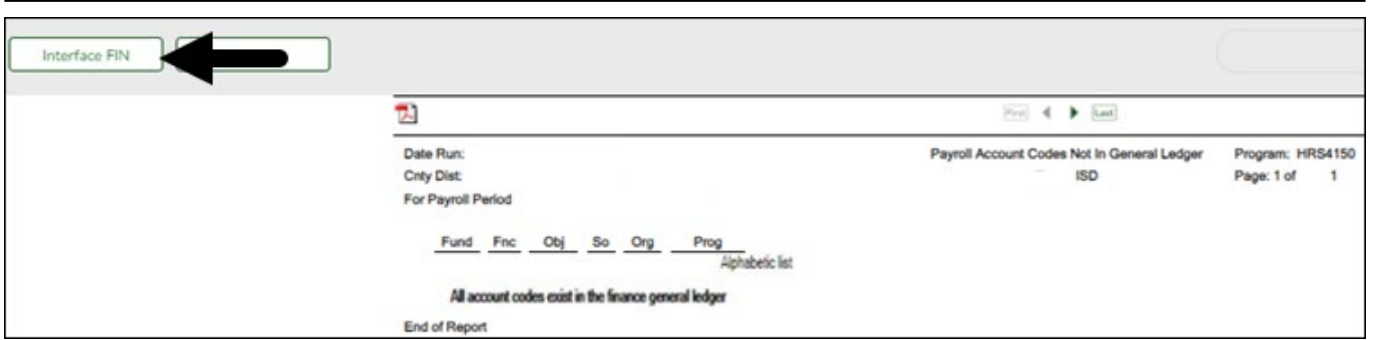 Interface FIN
First Last
Date Run: Payroll Account Codes Not In General Ledger Program: HRS4150
Cnty Dist: ISD Page: 1 of 1
For Payroll Period
Fund Fnc Obj So Org Prog
Alphabetic list
All account codes exist in the finance general ledger
End of Report